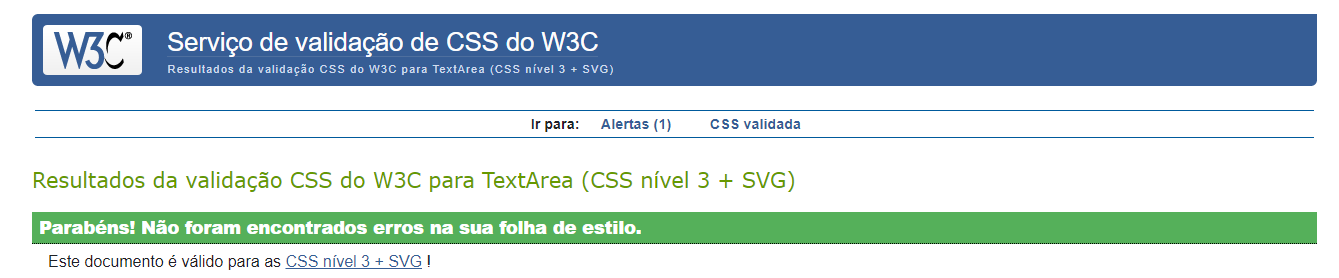 W3C®
Serviço de validação de CSS do W3C
Resultados da validação CSS do W3C para TextArea (CSS nível 3 + SVG)
Ir para: Alertas (1) CSS validada
Resultados da validação CSS do W3C para TextArea (CSS nível 3 + SVG)
Parabéns! Não foram encontrados erros na sua folha de estilo.
Este documento é válido para as CSS nível 3 + SVG !